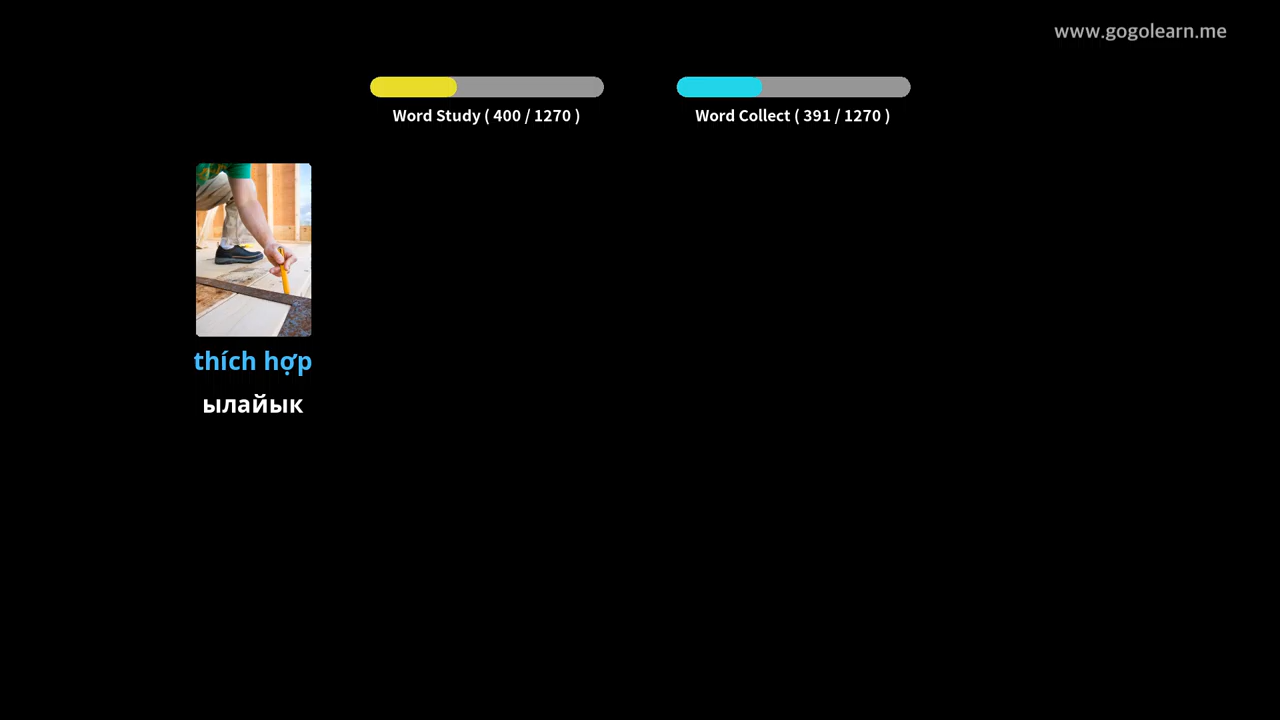 www.gogolearn.me
Word Study ( 400 / 1270 )
Word Collect ( 391 / 1270 )
thích hợp
ылайык